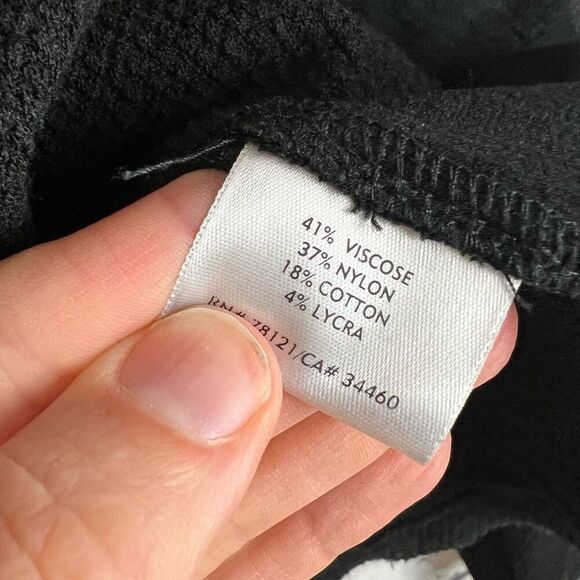 41% VISCOSE
37% NYLON
18% COTTON
4% LYCRA
RN# 78121/CA# 34460